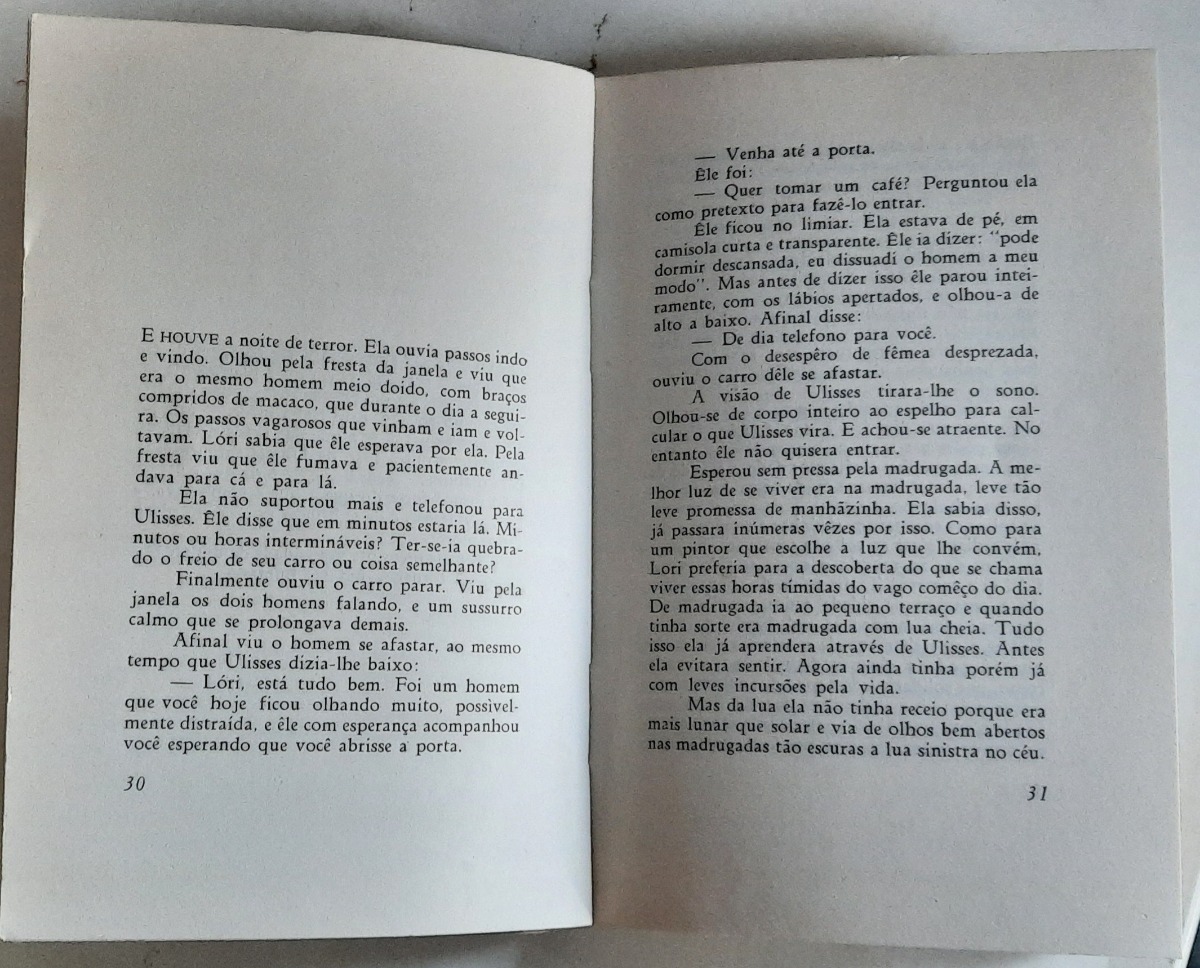 E HOUVE a noite de terror. Ela ouvia passos indo
e vindo. Olhou pela fresta da janela e viu que
era o mesmo homem meio doido, com braços
compridos de macaco, que durante o dia a segui-
ra. Os passos vagarosos que vinham e iam e vol-
tavam. Lóri sabia que êle esperava por ela. Pela
fresta viu que êle fumava e pacientemente an-
dava para cá e para lá.
Ela não suportou mais e telefonou para
Ulisses. Êle disse que em minutos estaria lá. Mi-
nutos ou horas intermináveis? Ter-se-ia quebra-
do o freio de seu carro ou coisa semelhante?
Finalmente ouviu o carro parar. Viu pela
janela os dois homens falando, e um sussurro
calmo que se prolongava demais.
Afinal viu o homem se afastar, ao mesmo
tempo que Ulisses dizia-lhe baixo:
— Lóri, está tudo bem. Foi um homem
que você hoje ficou olhando muito, possivel-
mente distraída, e êle com esperança acompanhou
você esperando que você abrisse a porta.
30
— Venha até a porta.
Êle foi:
— Quer tomar um café? Perguntou ela
como pretexto para fazê-lo entrar.
Êle ficou no limiar. Ela estava de pé, em
camisola curta e transparente. Êle ia dizer: "pode
dormir descansada, eu dissuadi o homem a meu
modo". Mas antes de dizer isso êle parou intei-
ramente, com os lábios apertados, e olhou-a de
alto a baixo. Afinal disse:
— De dia telefono para você.
Com o desespêro de fêmea desprezada,
ouviu o carro dêle se afastar.
A visão de Ulisses tirara-lhe o sono.
Olhou-se de corpo inteiro ao espelho para cal-
cular o que Ulisses vira. E achou-se atraente. No
entanto êle não quisera entrar.
Esperou sem pressa pela madrugada. A me-
lhor luz de se viver era na madrugada, leve tão
leve promessa de manhãzinha. Ela sabia disso,
já passara inúmeras vêzes por isso. Como para
um pintor que escolhe a luz que lhe convém,
Lori preferia para a descoberta do que se chama
viver essas horas tímidas do vago comêço do dia.
De madrugada ia ao pequeno terraço e quando
tinha sorte era madrugada com lua cheia. Tudo
isso ela já aprendera através de Ulisses. Antes
ela evitara sentir. Agora ainda tinha porém já
com leves incursões pela vida.
Mas da lua ela não tinha receio porque era
mais lunar que solar e via de olhos bem abertos
nas madrugadas tão escuras a lua sinistra no céu.
31